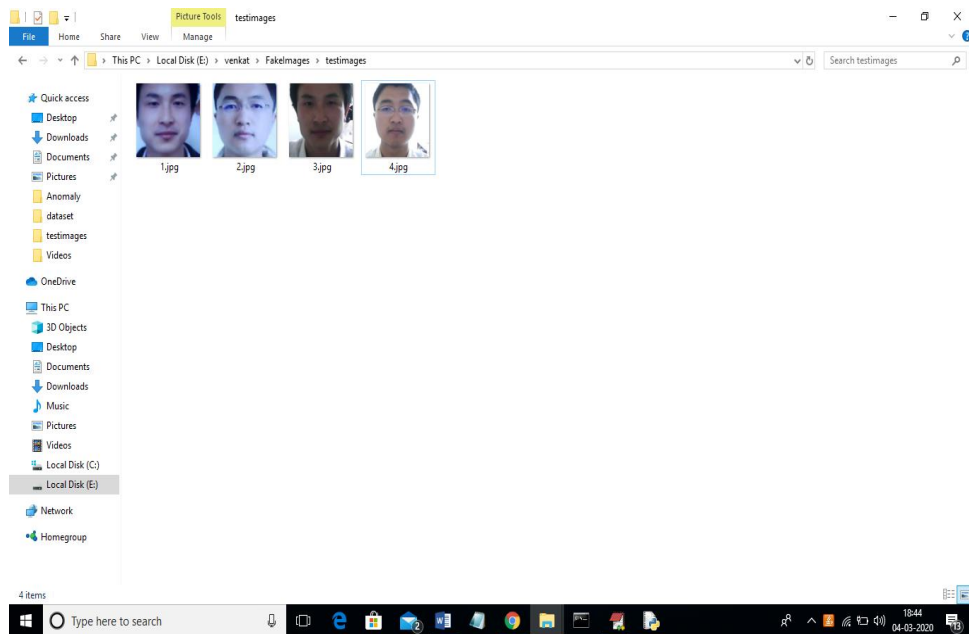 Picture Tools testimages
File Home Share View Manage
This PC > Local Disk (E:) > venkat > FakeImages > testimages
Search testimages
Quick access
Desktop
Downloads
Documents
Pictures
Anomaly
dataset
testimages
Videos
OneDrive
This PC
3D Objects
Desktop
Documents
Downloads
Music
Pictures
Videos
Local Disk (C:)
Local Disk (E:)
Network
Homegroup
1.jpg 2.jpg 3.jpg 4.jpg
4 items
Type here to search
2
18:44
04-03-2020
13